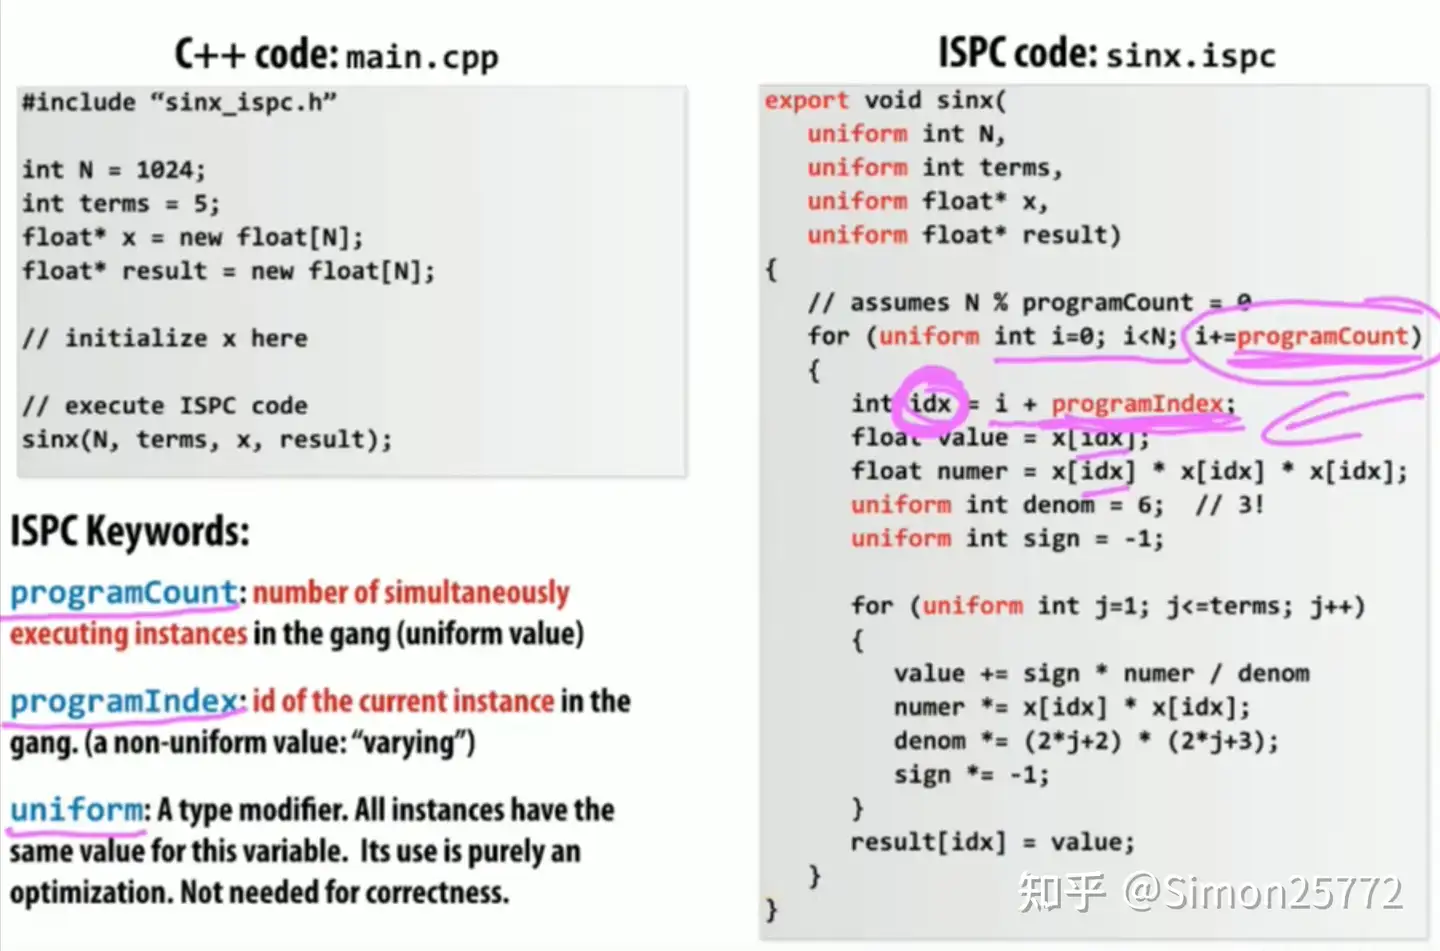 C++ code: main.cpp
#include “sinx_ispc.h”
int N = 1024;
int terms = 5;
float* x = new float[N];
float* result = new float[N];
// initialize x here
// execute ISPC code
sinx(N, terms, x, result);
ISPC Keywords:
programCount: number of simultaneously
executing instances in the gang (uniform value)
programIndex: id of the current instance in the
gang. (a non-uniform value: “varying”)
uniform: A type modifier. All instances have the
same value for this variable. Its use is purely an
optimization. Not needed for correctness.
ISPC code: sinx.ispc
export void sinx(
uniform int N,
uniform int terms,
uniform float* x,
uniform float* result)
{
// assumes N % programCount = 0
for (uniform int i=0; i<N; i+=programCount)
{
int idx = i + programIndex;
float value = x[idx];
float numer = x[idx] * x[idx] * x[idx];
uniform int denom = 6; // 3!
uniform int sign = -1;
for (uniform int j=1; j<=terms; j++)
{
value += sign * numer / denom
numer *= x[idx] * x[idx];
denom *= (2*j+2) * (2*j+3);
sign *= -1;
}
result[idx] = value;
}
}
知乎 @Simon25772